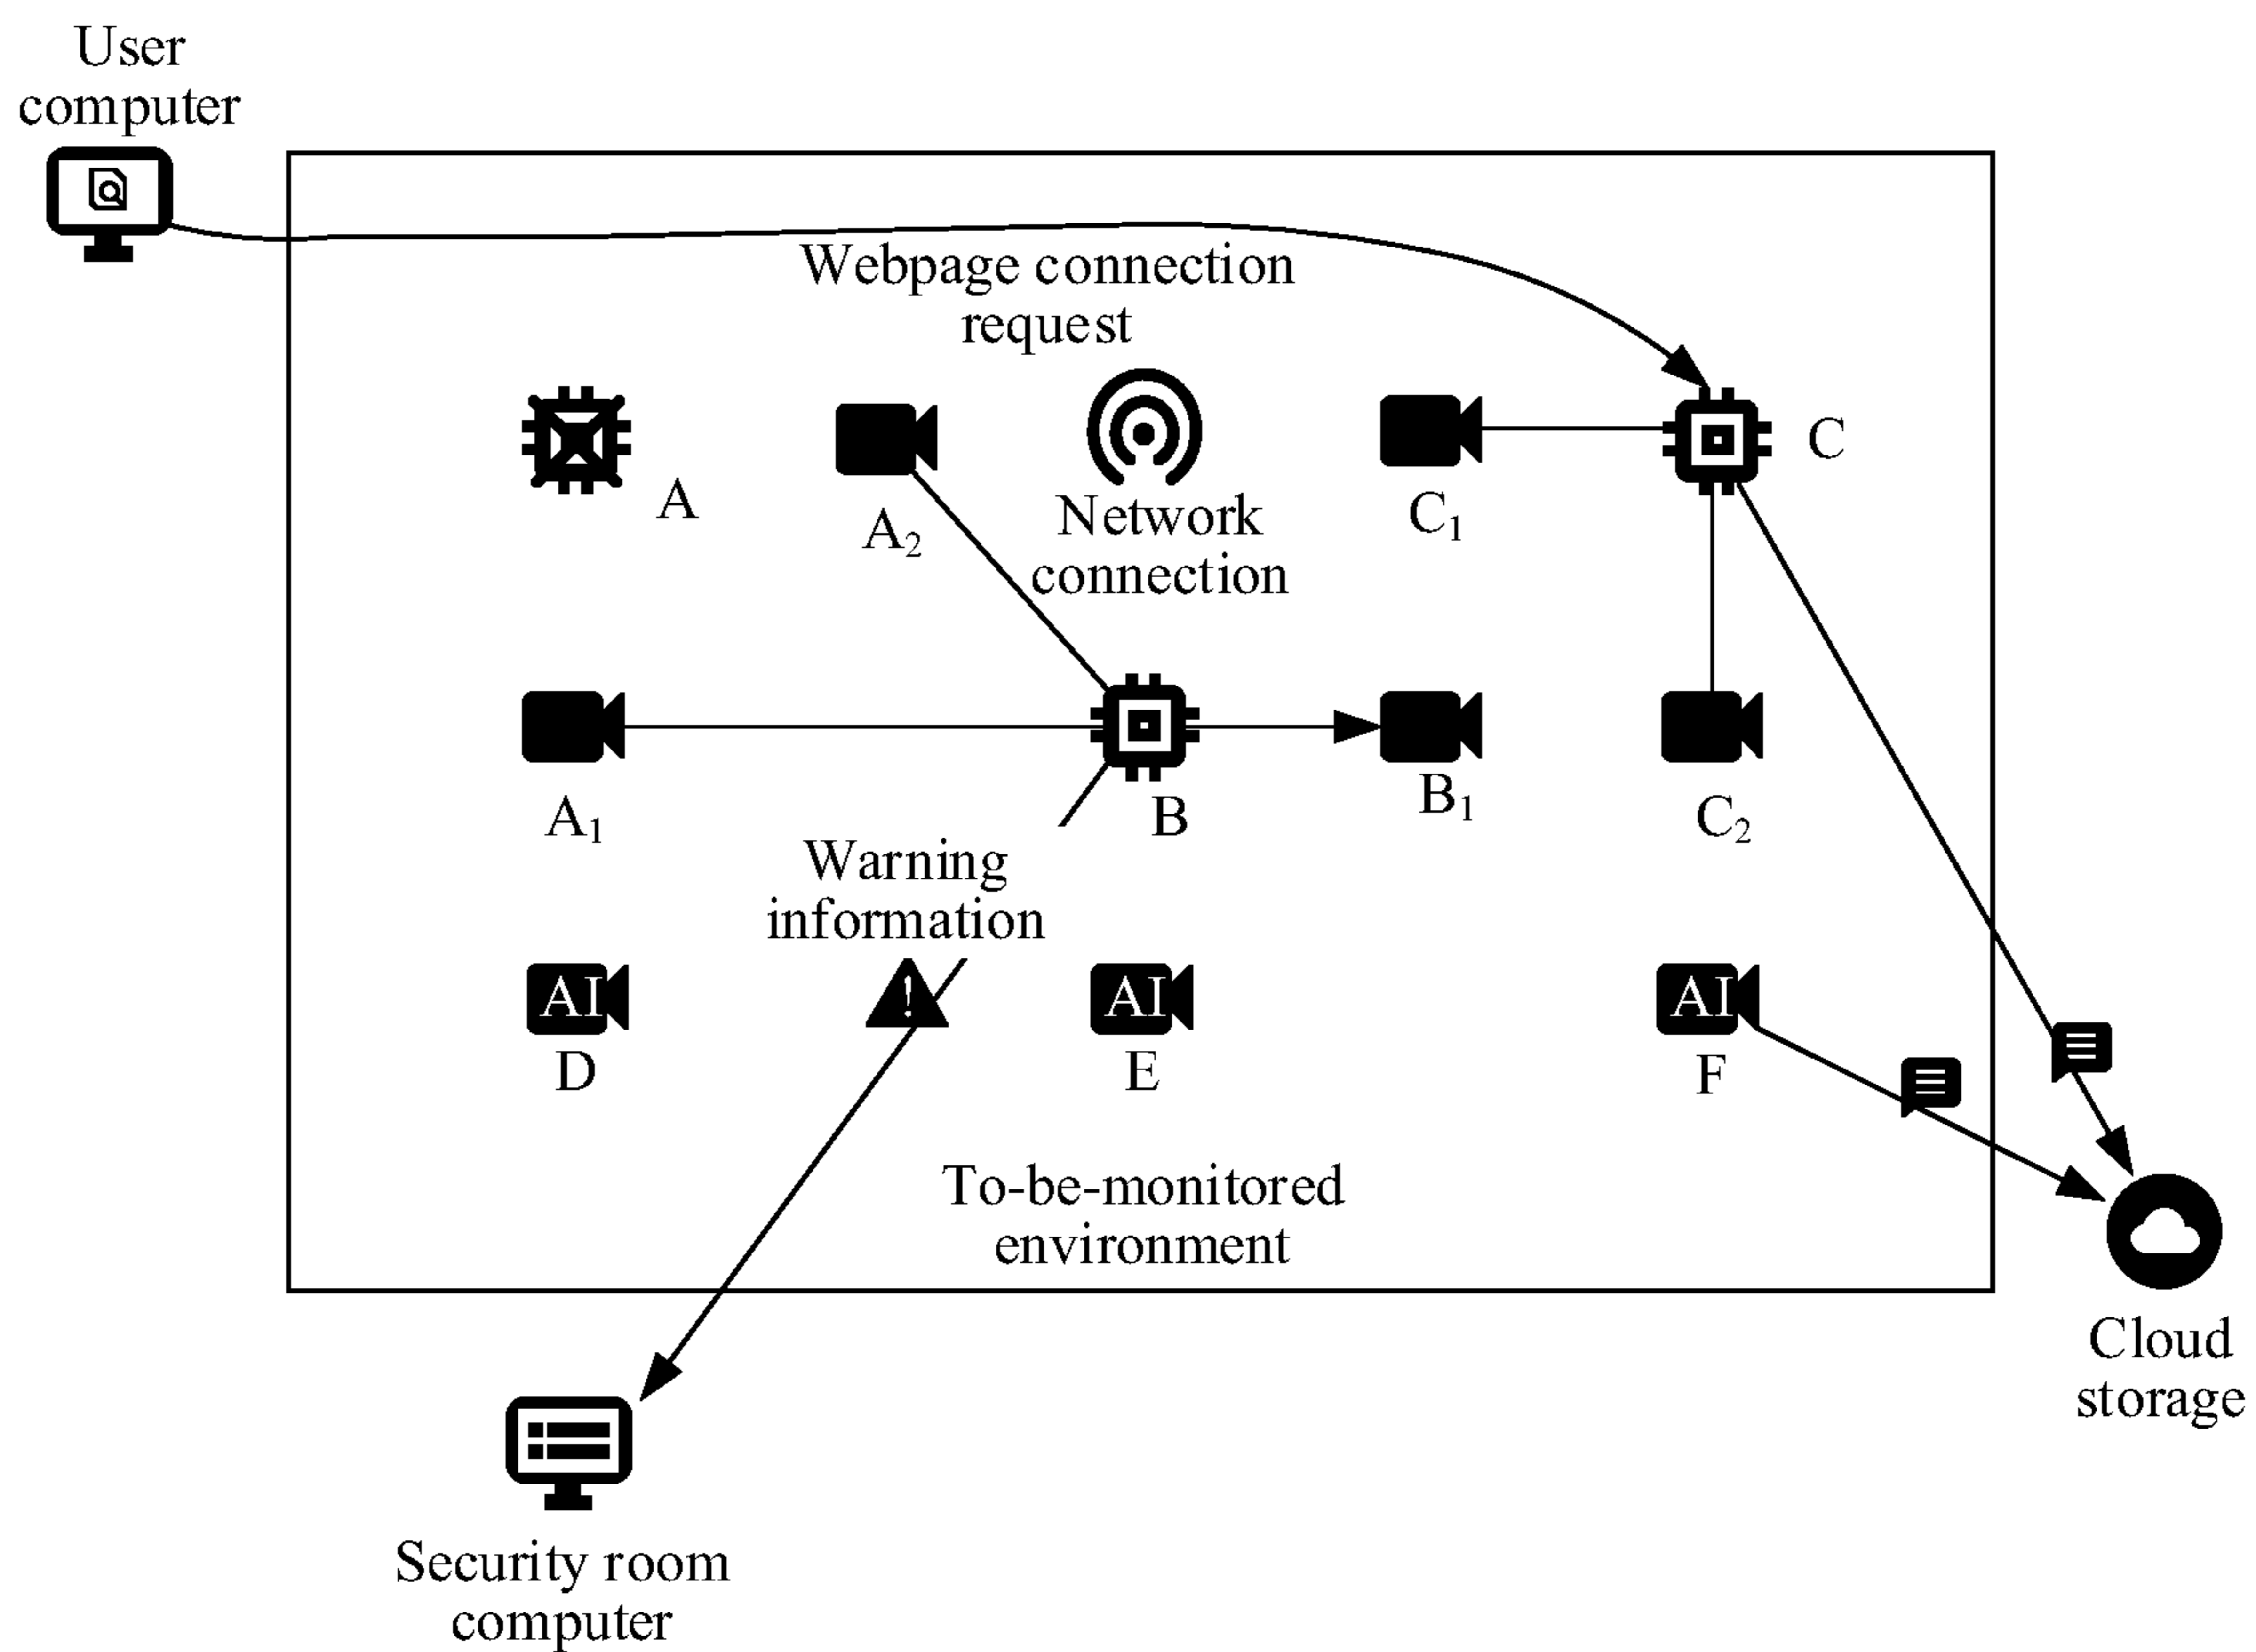 User
computer
Webpage connection
request
A
A₂
Network
connection
C₁
C
A₁
B
B₁
C₂
Warning
information
AI
D
!
AI
E
AI
F
To-be-monitored
environment
Cloud
storage
Security room
computer